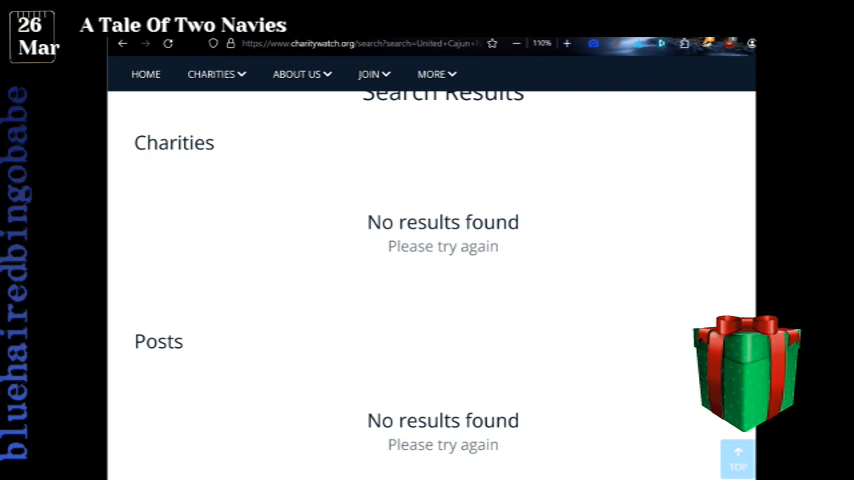 26
Mar
A Tale Of Two Navies
https://www.charitywatch.org/search?search=United+Cajun+
110%
HOME
CHARITIES
ABOUT US
JOIN
MORE
Search Results
Charities
No results found
Please try again
Posts
No results found
Please try again
TOP
bluehairedbingobabe